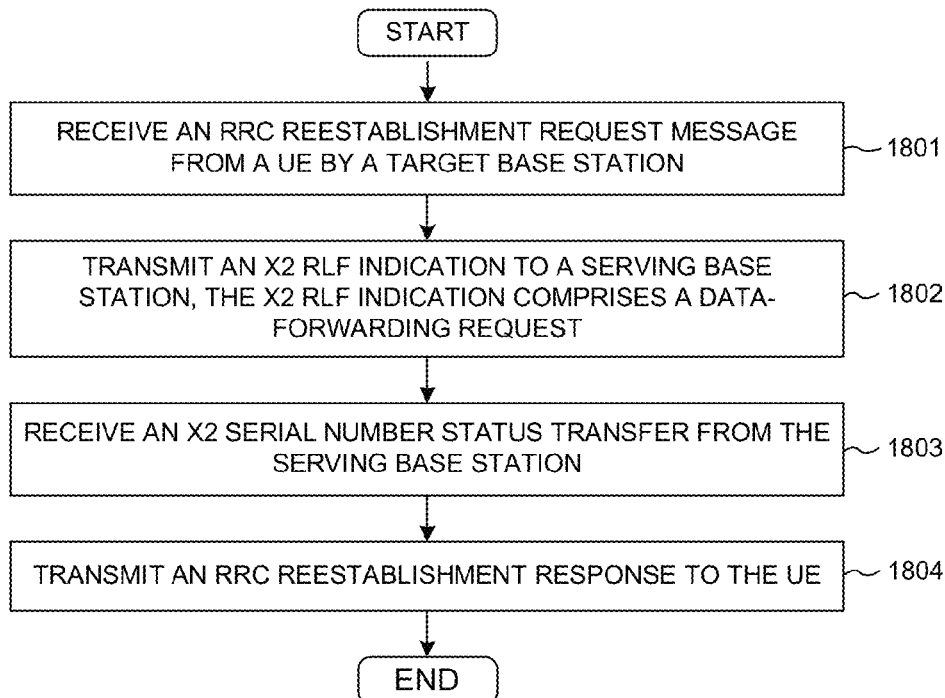 START
RECEIVE AN RRC REESTABLISHMENT REQUEST MESSAGE
FROM A UE BY A TARGET BASE STATION
1801
TRANSMIT AN X2 RLF INDICATION TO A SERVING BASE
STATION, THE X2 RLF INDICATION COMPRISES A DATA-
FORWARDING REQUEST
1802
RECEIVE AN X2 SERIAL NUMBER STATUS TRANSFER FROM THE
SERVING BASE STATION
1803
TRANSMIT AN RRC REESTABLISHMENT RESPONSE TO THE UE
1804
END